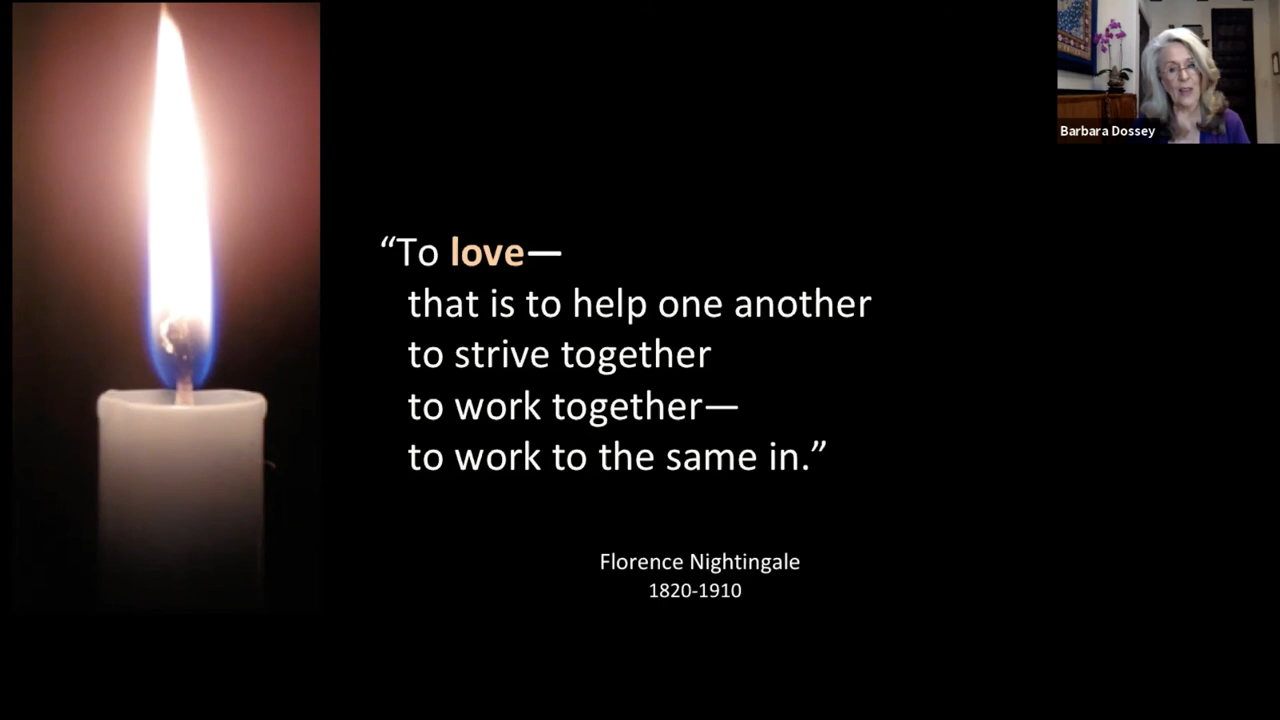 Barbara Dossey
“To love—
that is to help one another
to strive together
to work together—
to work to the same in.”
Florence Nightingale
1820-1910